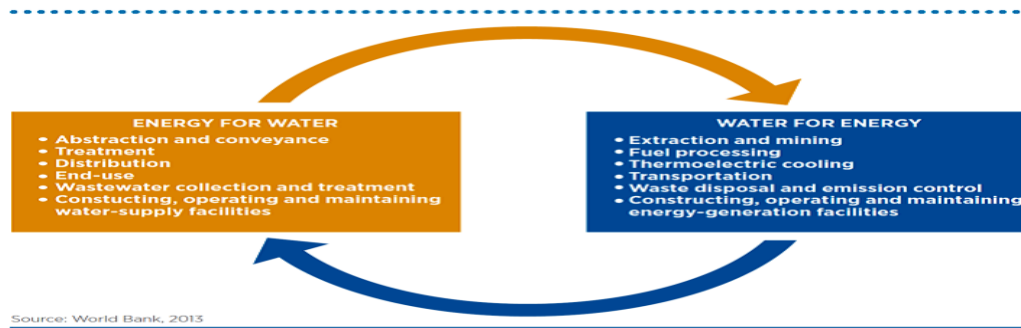 ENERGY FOR WATER
• Abstraction and conveyance
• Treatment
• Distribution
• End-use
• Wastewater collection and treatment
• Constucting, operating and maintaining
water-supply facilities
WATER FOR ENERGY
• Extraction and mining
• Fuel processing
• Thermoelectric cooling
• Transportation
• Waste disposal and emission control
• Constructing, operating and maintaining
energy-generation facilities
Source: World Bank, 2013